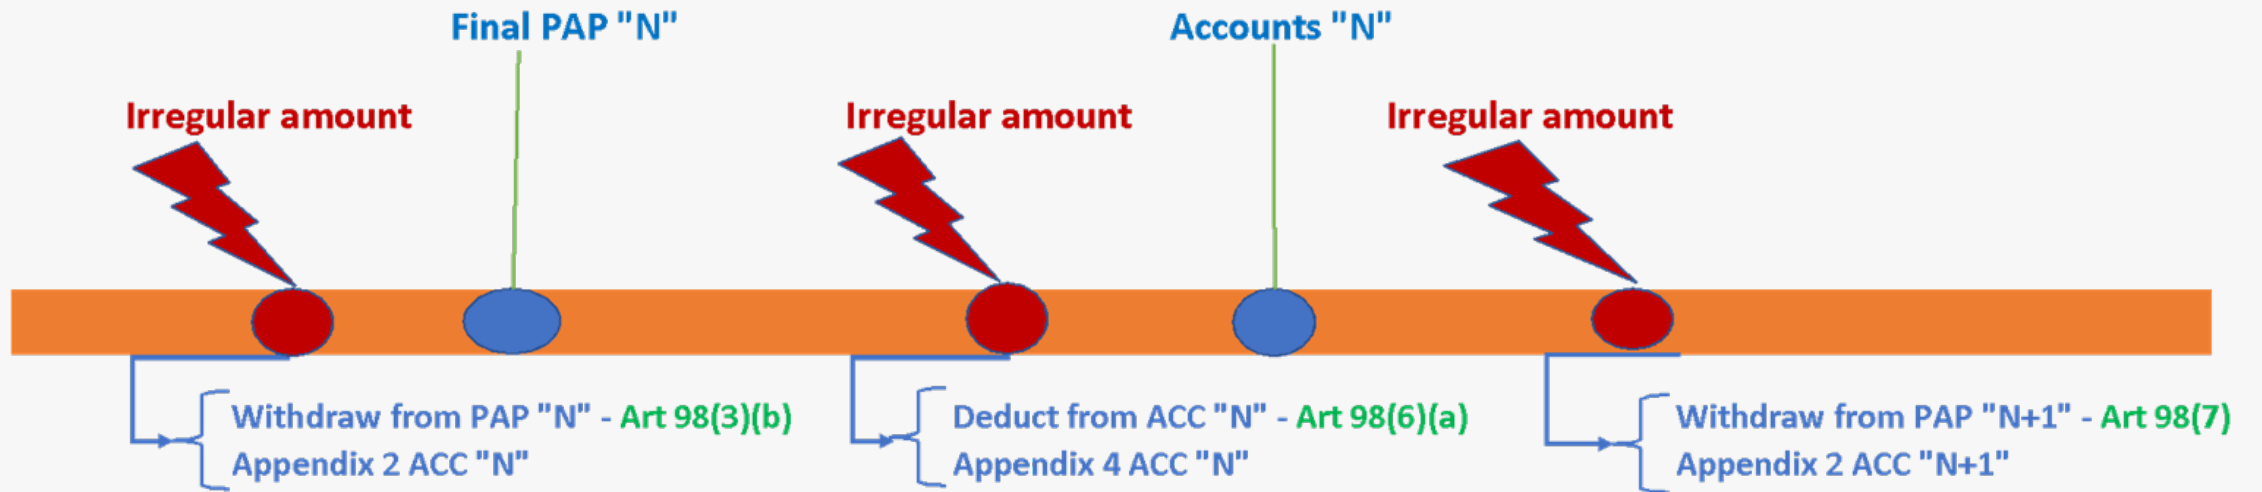 Final PAP "N"
Accounts "N"
Irregular amount
Irregular amount
Irregular amount
Withdraw from PAP "N" - Art 98(3)(b)
Appendix 2 ACC "N"
Deduct from ACC "N" - Art 98(6)(a)
Appendix 4 ACC "N"
Withdraw from PAP "N+1" - Art 98(7)
Appendix 2 ACC "N+1"